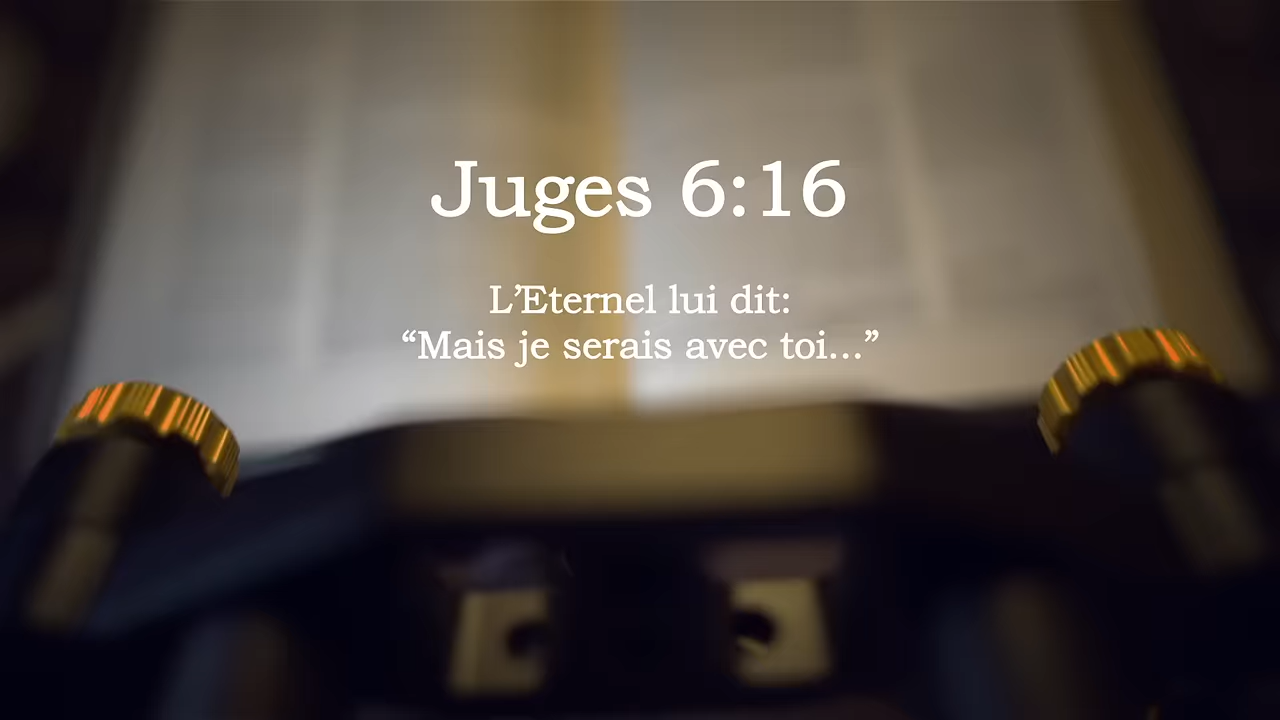 Juges 6:16
L’Eternel lui dit:
“Mais je serais avec toi...”